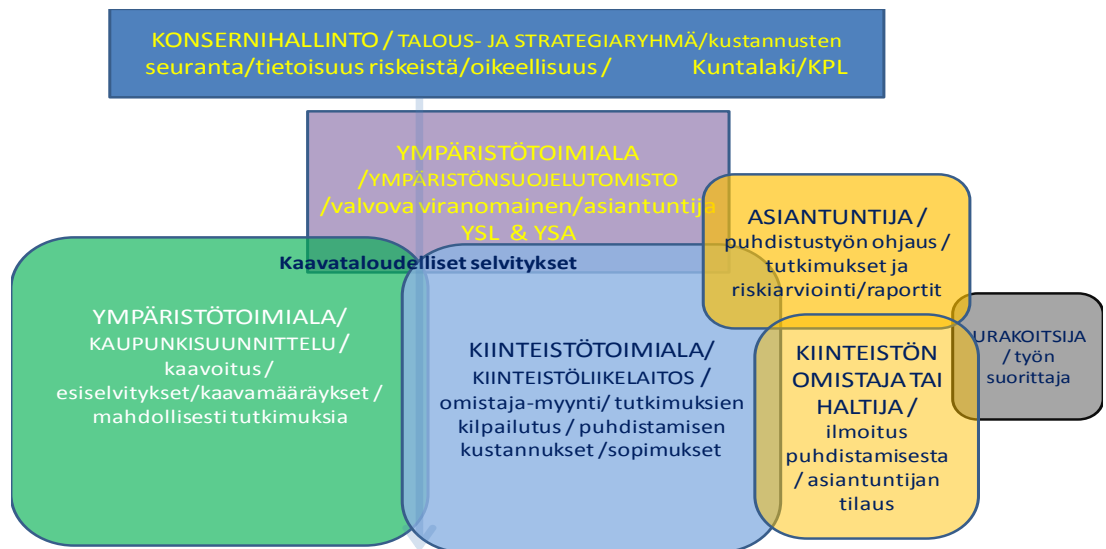 KONSERNIHALLINTO / TALOUS- JA STRATEGIARYHMÄ/kustannusten
seuranta/tietoisuus riskeistä/oikeellisuus / Kuntalaki/KPL
YMPÄRISTÖTOIMIALA
/YMPÄRISTÖNSUOJELUTOMISTO
/valvova viranomainen/asiantuntija
YSL & YSA
Kaavataloudelliset selvitykset
YMPÄRISTÖTOIMIALA/
KAUPUNKISUUNNITTELU /
kaavoitus /
esiselvitykset/kaavamääräykset /
mahdollisesti tutkimuksia
KIINTEISTÖTOIMIALA/
KIINTEISTÖLIIKELAITOS /
omistaja-myynti/ tutkimuksien
kilpailutus / puhdistamisen
kustannukset /sopimukset
ASIANTUNTIJA /
puhdistustyön ohjaus /
tutkimukset ja
riskiarviointi/raportit
KIINTEISTÖN
OMISTAJA TAI
HALTIJA /
ilmoitus
puhdistamisesta
/ asiantuntijan
tilaus
URAKOITSIJA
/ työn
suorittaja